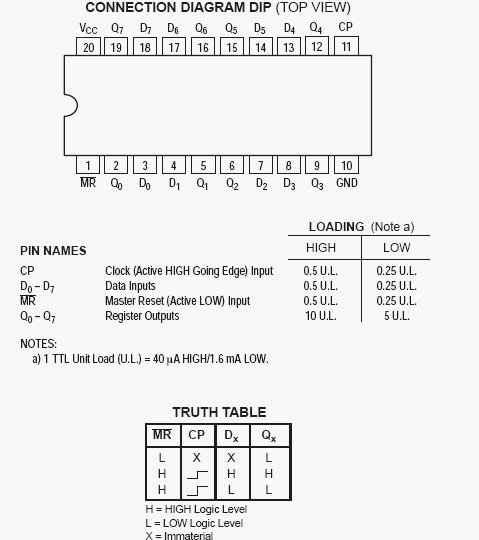 CONNECTION DIAGRAM DIP (TOP VIEW)
VCC Q7 D7 D6 Q6 Q5 D5 D4 Q4 CP
20 19 18 17 16 15 14 13 12 11
1 2 3 4 5 6 7 8 9 10
M̅R̅ Q0 D0 D1 Q1 Q2 D2 D3 Q3 GND
LOADING (Note a)
PIN NAMES HIGH LOW
CP Clock (Active HIGH Going Edge) Input 0.5 U.L. 0.25 U.L.
D0 – D7 Data Inputs 0.5 U.L. 0.25 U.L.
M̅R̅ Master Reset (Active LOW) Input 0.5 U.L. 0.25 U.L.
Q0 – Q7 Register Outputs 10 U.L. 5 U.L.
NOTES:
a) 1 TTL Unit Load (U.L.) = 40 μA HIGH/1.6 mA LOW.
TRUTH TABLE
M̅R̅ CP Dx Qx
L X X L
H H H
H L L
H = HIGH Logic Level
L = LOW Logic Level
X = Immaterial